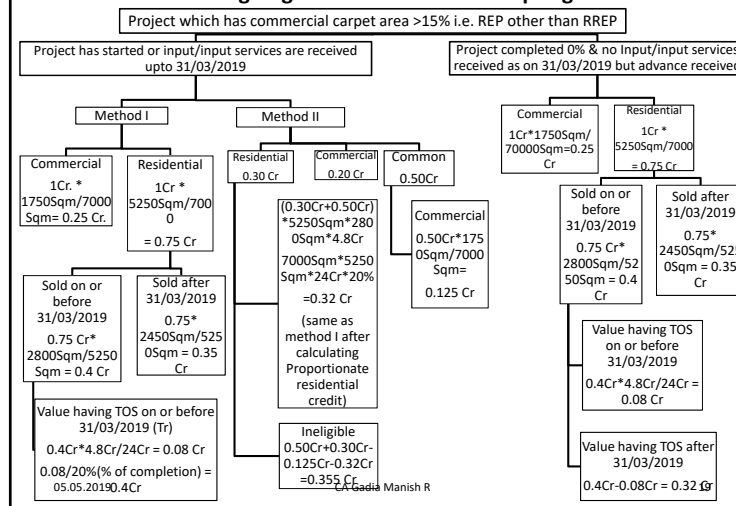 Project which has commercial carpet area >15% i.e. REP other than RREP
Project has started or input/input services are received
upto 31/03/2019
Project completed 0% & no Input/input services
received as on 31/03/2019 but advance received
Method I
Method II
Commercial
1Cr. *
1750Sqm/7000
Sqm= 0.25 Cr.
Residential
1Cr *
5250Sqm/700
0
= 0.75 Cr
Sold on or
before
31/03/2019
0.75 Cr*
2800Sqm/5250
Sqm = 0.4 Cr
Sold after
31/03/2019
0.75*
2450Sqm/525
0Sqm = 0.35
Cr
Value having TOS on or before
31/03/2019 (Tr)
0.4Cr*4.8Cr/24Cr = 0.08 Cr
0.08/20%(% of completion) =
0.4Cr
Residential
0.30 Cr
Commercial
0.20 Cr
Common
0.50Cr
(0.30Cr+0.50Cr)
*5250Sqm*280
0Sqm*4.8Cr
7000Sqm*5250
Sqm*24Cr*20%
=0.32 Cr
(same as
method I after
calculating
Proportionate
residential
credit)
Commercial
0.50Cr*175
0Sqm/7000
Sqm=
0.125 Cr
Ineligible
0.50Cr+0.30Cr-
0.125Cr-0.32Cr
=0.355 Cr
Commercial
1Cr*1750Sqm/
70000Sqm=0.25
Cr
Residential
1Cr *
5250Sqm/7000
= 0.75 Cr
Sold on or
before
31/03/2019
0.75 Cr*
2800Sqm/52
50Sqm = 0.4
Cr
Sold after
31/03/2019
0.75*
2450Sqm/525
0Sqm = 0.35
Cr
Value having TOS
on or before
31/03/2019
0.4Cr*4.8Cr/24Cr =
0.08 Cr
Value having TOS after
31/03/2019
0.4Cr-0.08Cr = 0.32 Cr
05.05.2019
CA Gadia Manish R
19